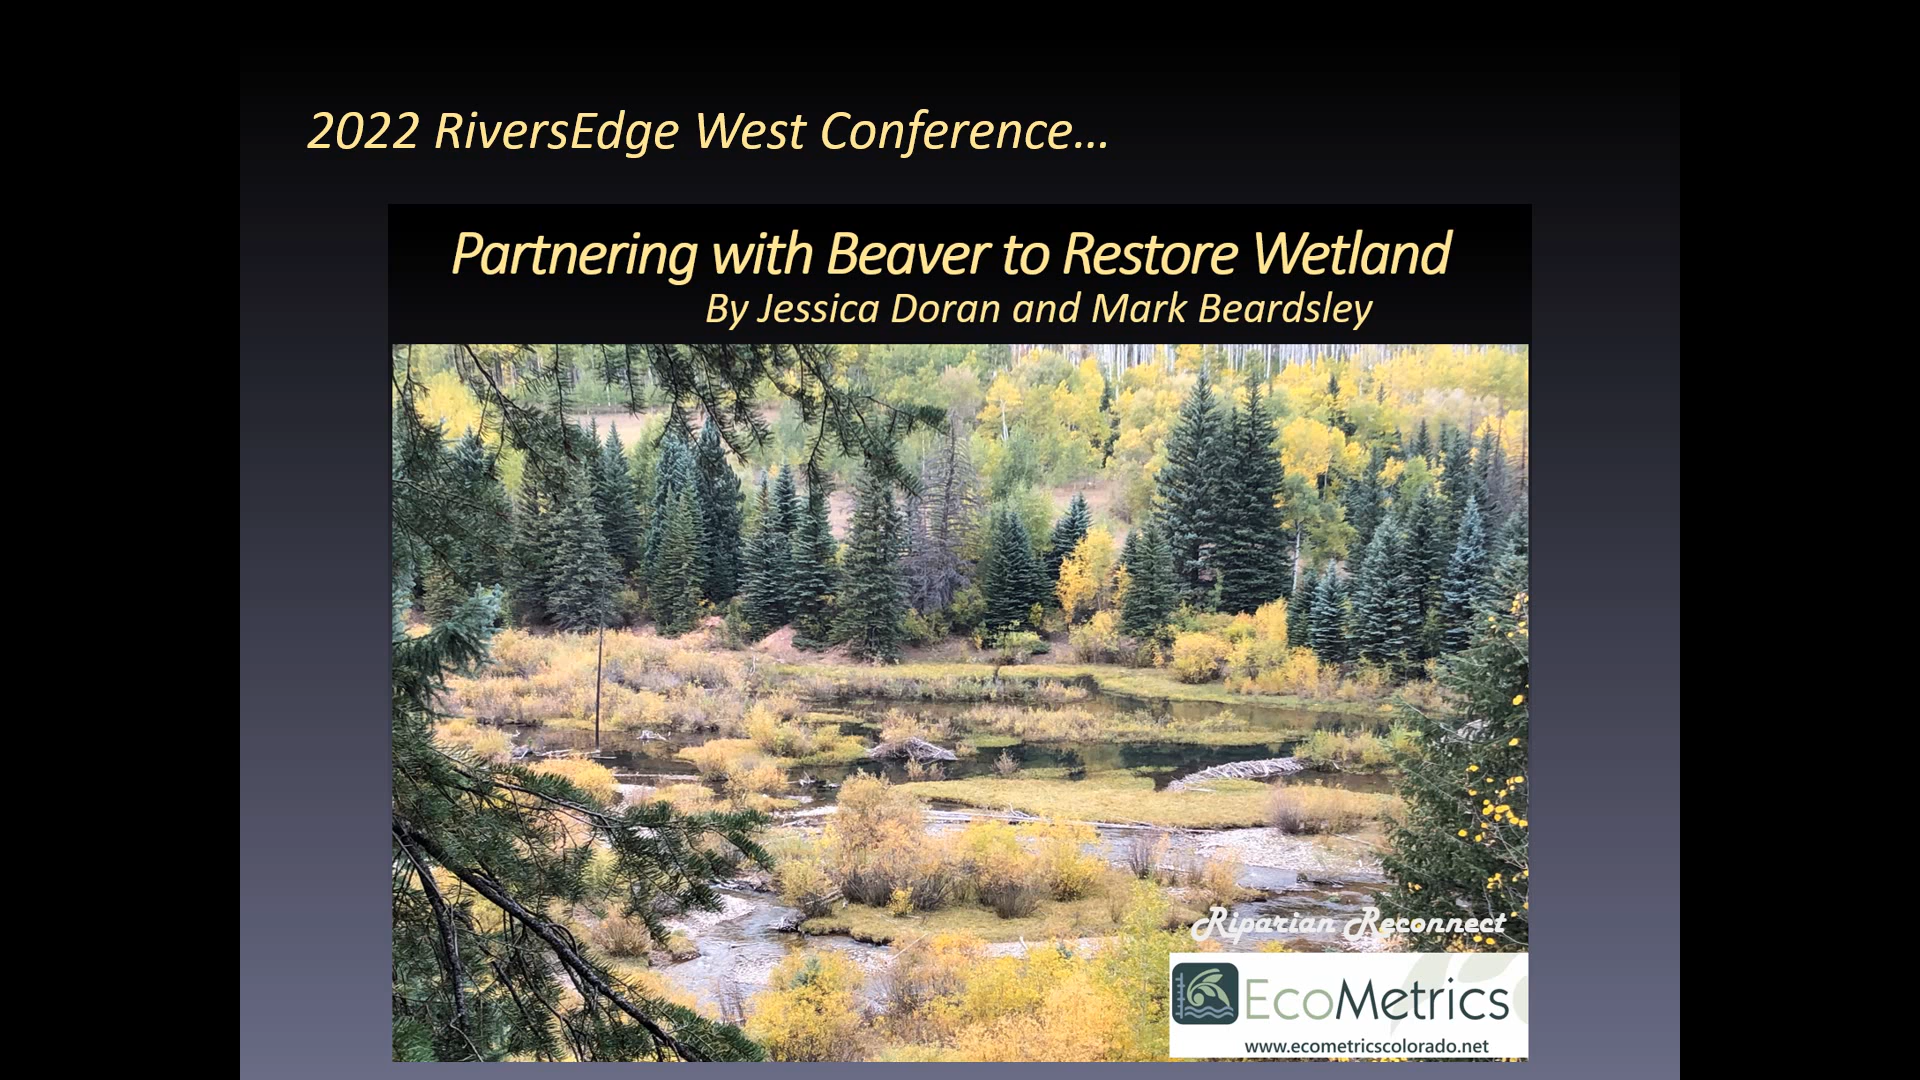 2022 RiversEdge West Conference…
Partnering with Beaver to Restore Wetland
By Jessica Doran and Mark Beardsley
Riparian Reconnect
EcoMetrics
www.ecometricscolorado.net